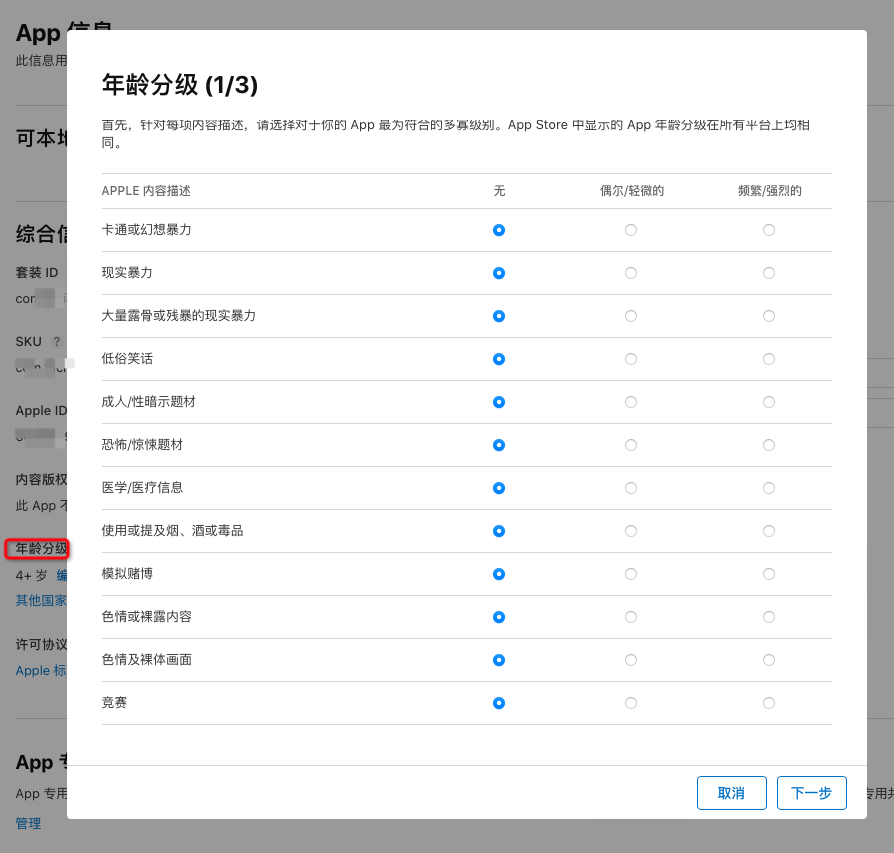 App 信息
此信息用
年龄分级 (1/3)
首先，针对每项内容描述，请选择对于你的 App 最为符合的多寡级别。App Store 中显示的 App 年龄分级在所有平台上均相
同。
可本地
APPLE 内容描述 无 偶尔/轻微的 频繁/强烈的
综合信
卡通或幻想暴力
套装 ID
现实暴力
com
大量露骨或残暴的现实暴力
SKU ?
低俗笑话
成人/性暗示题材
Apple ID
恐怖/惊悚题材
内容版权
医学/医疗信息
此 App 不
使用或提及烟、酒或毒品
年龄分级
4+ 岁 编
模拟赌博
其他国家
色情或裸露内容
许可协议
色情及裸体画面
Apple 标
竞赛
App 专
App 专用
取消 下一步
专用共
管理